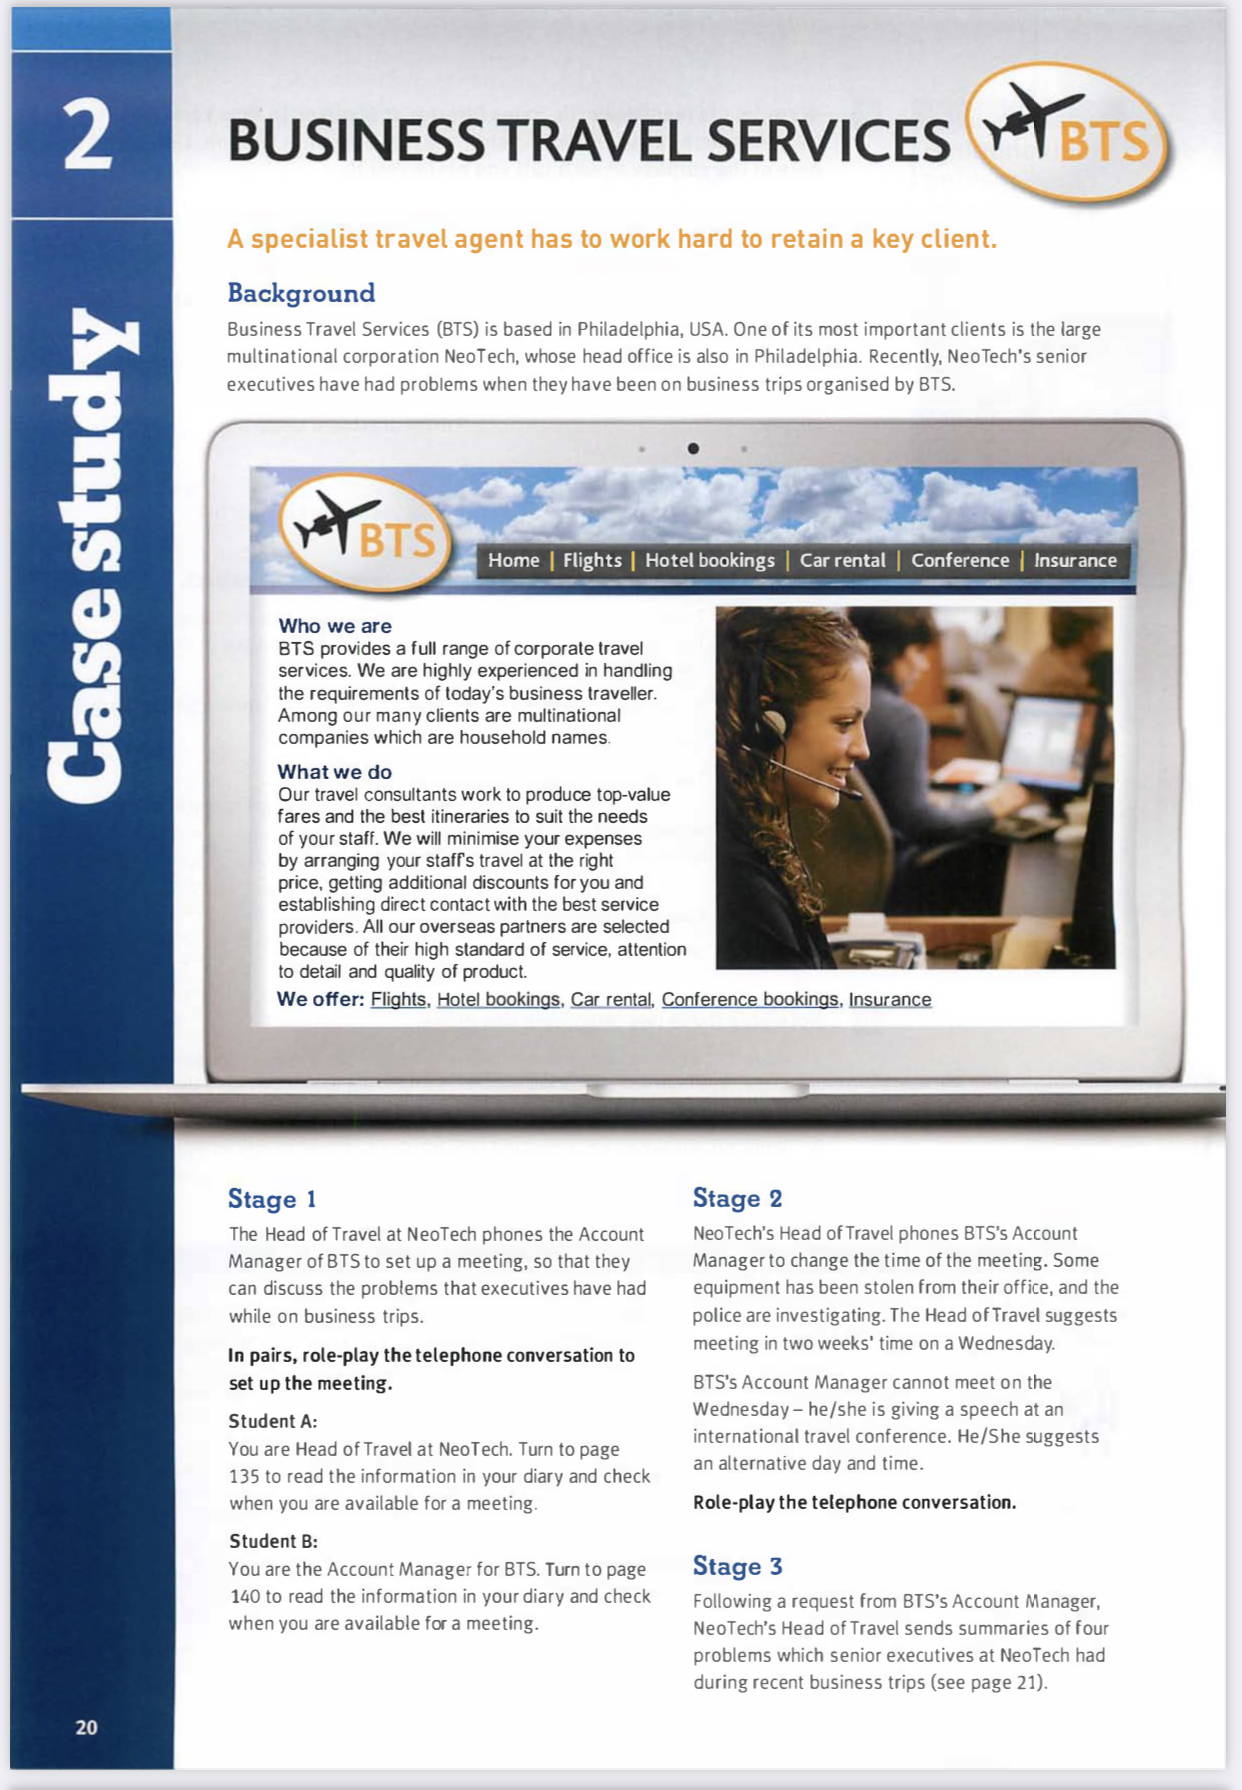 2
Case study
BUSINESS TRAVEL SERVICES
BTS
A specialist travel agent has to work hard to retain a key client.
Background
Business Travel Services (BTS) is based in Philadelphia, USA. One of its most important clients is the large
multinational corporation NeoTech, whose head office is also in Philadelphia. Recently, NeoTech's senior
executives have had problems when they have been on business trips organised by BTS.
BTS
Home | Flights | Hotel bookings | Car rental | Conference | Insurance
Who we are
BTS provides a full range of corporate travel
services. We are highly experienced in handling
the requirements of today's business traveller.
Among our many clients are multinational
companies which are household names.
What we do
Our travel consultants work to produce top-value
fares and the best itineraries to suit the needs
of your staff. We will minimise your expenses
by arranging your staff's travel at the right
price, getting additional discounts for you and
establishing direct contact with the best service
providers. All our overseas partners are selected
because of their high standard of service, attention
to detail and quality of product.
We offer: Flights, Hotel bookings, Car rental, Conference bookings, Insurance
Stage 1
The Head of Travel at NeoTech phones the Account
Manager of BTS to set up a meeting, so that they
can discuss the problems that executives have had
while on business trips.
In pairs, role-play the telephone conversation to
set up the meeting.
Student A:
You are Head of Travel at NeoTech. Turn to page
135 to read the information in your diary and check
when you are available for a meeting.
Student B:
You are the Account Manager for BTS. Turn to page
140 to read the information in your diary and check
when you are available for a meeting.
Stage 2
NeoTech's Head of Travel phones BTS's Account
Manager to change the time of the meeting. Some
equipment has been stolen from their office, and the
police are investigating. The Head of Travel suggests
meeting in two weeks' time on a Wednesday.
BTS's Account Manager cannot meet on the
Wednesday – he/she is giving a speech at an
international travel conference. He/She suggests
an alternative day and time.
Role-play the telephone conversation.
Stage 3
Following a request from BTS's Account Manager,
NeoTech's Head of Travel sends summaries of four
problems which senior executives at NeoTech had
during recent business trips (see page 21).
20